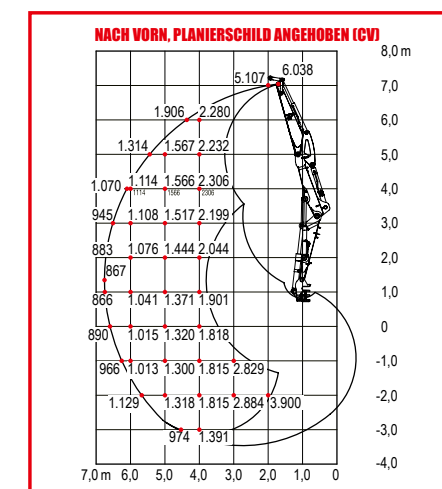 NACH VORN, PLANIERSCHILD ANGEHOBEN (CV)
8,0 m
5.107 6.038
7,0
1.906 2.280
6,0
1.314 1.567 2.232
5,0
1.070 1.114 1.566 2.306
4,0
1114 1566 2306
945 1.108 1.517 2.199
3,0
883 1.076 1.444 2.044
2,0
867
866 1.041 1.371 1.901
1,0
890 1.015 1.320 1.818
0
966 1.013 1.300 1.815 2.829
-1,0
1.129 1.318 1.815 2.884 3.900
-2,0
974 1.391
-3,0
-4,0
7,0 m 6,0 5,0 4,0 3,0 2,0 1,0 0